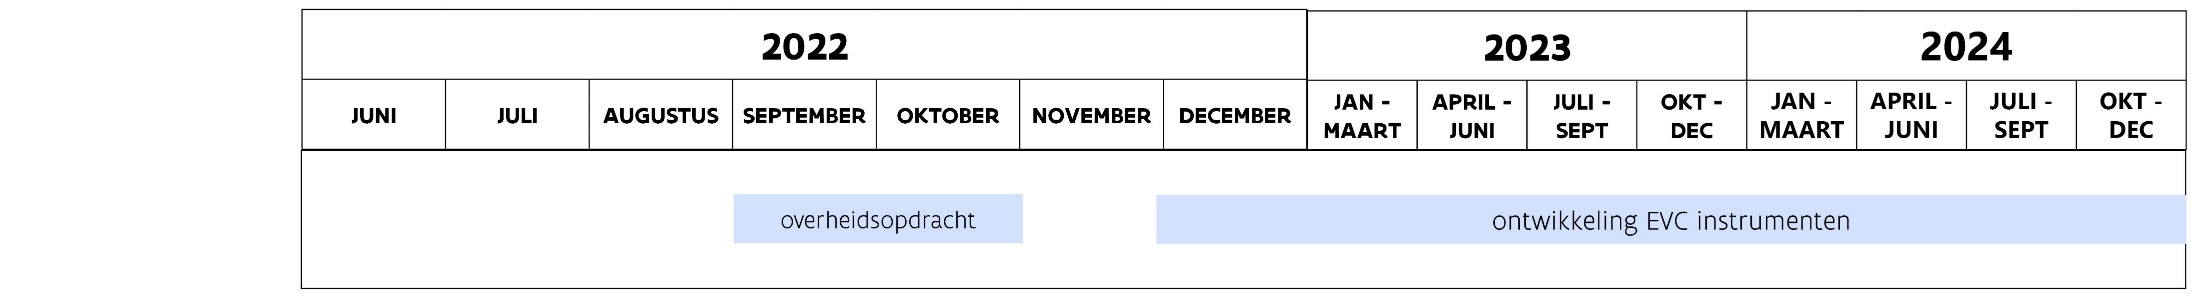 2022
2023
2024
JUNI
JULI
AUGUSTUS
SEPTEMBER
OKTOBER
NOVEMBER
DECEMBER
JAN -
MAART
APRIL -
JUNI
JULI -
SEPT
OKT -
DEC
JAN -
MAART
APRIL -
JUNI
JULI -
SEPT
OKT -
DEC
overheidsopdracht
ontwikkeling EVC instrumenten